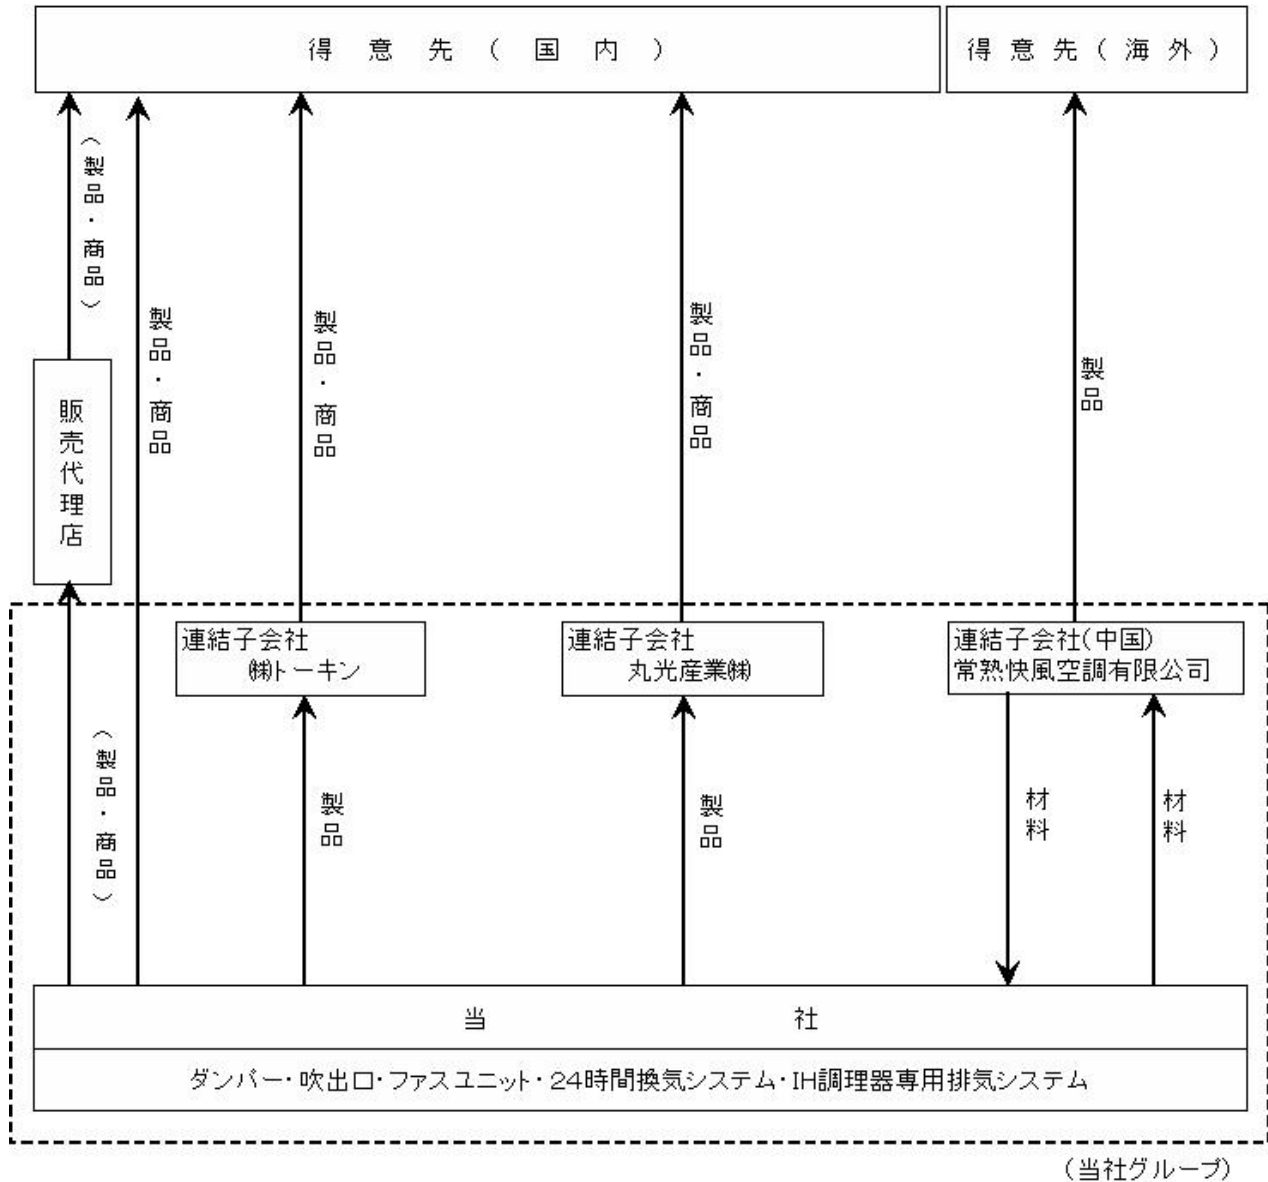 得意先(国内)
得意先(海外)
(製品・商品)
製品・商品
製品・商品
製品・商品
製品
販売代理店
連結子会社
㈱トーキン
連結子会社
丸光産業㈱
連結子会社(中国)
常熟快風空調有限公司
(製品・商品)
製品
製品
材料
材料
当社
ダンパー・吹出口・ファスユニット・24時間換気システム・IH調理器専用排気システム
(当社グループ)